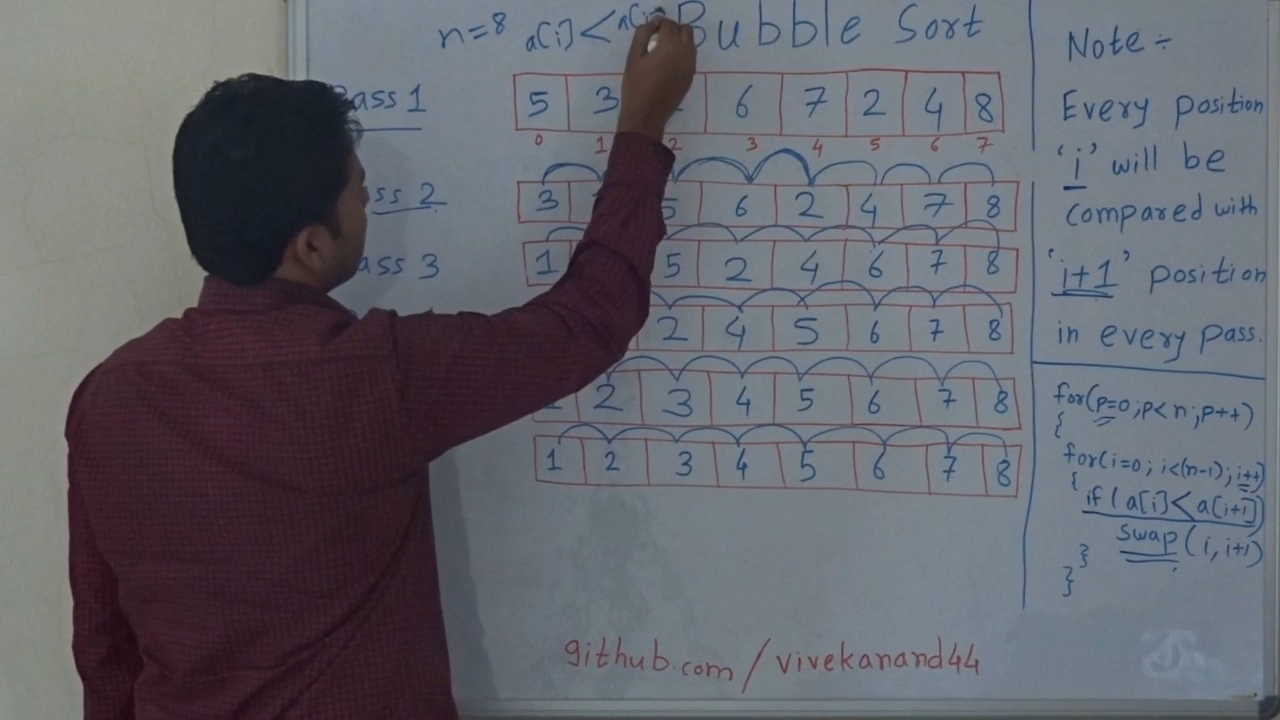 n=8 a[i]< Bubble Sort
Pass 1
5 3 6 7 2 4 8
0 1 2 3 4 5 6 7
ss 2
3 5 6 2 4 7 8
ass 3
1 5 2 4 6 7 8
2 4 5 6 7 8
2 3 4 5 6 7 8
1 2 3 4 5 6 7 8
github.com/vivekanand44
Note ÷
Every position
'i' will be
compared with
'i+1' position
in every pass.
for(p=0;p<n;p++)
{
for(i=0; i<(n-1); i++)
{
if(a[i]<a[i+1]
swap(i, i+1)
}
}